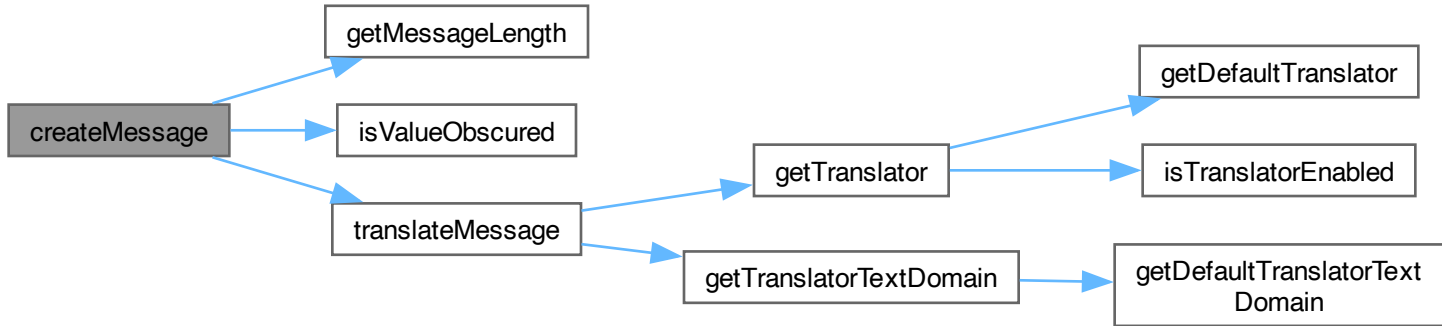 getMessageLength
getDefaultTranslator
createMessage
isValueObscured
getTranslator
isTranslatorEnabled
translateMessage
getTranslatorTextDomain
getDefaultTranslatorText
Domain